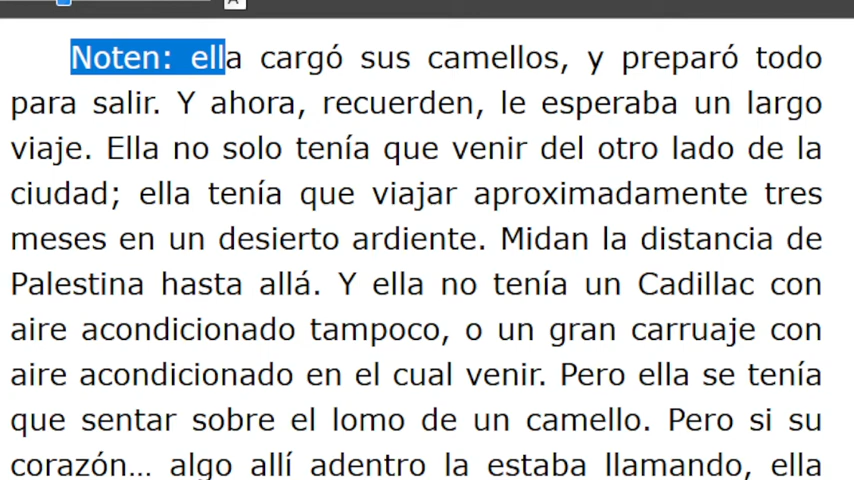 Noten: ella cargó sus camellos, y preparó todo
para salir. Y ahora, recuerden, le esperaba un largo
viaje. Ella no solo tenía que venir del otro lado de la
ciudad; ella tenía que viajar aproximadamente tres
meses en un desierto ardiente. Midan la distancia de
Palestina hasta allá. Y ella no tenía un Cadillac con
aire acondicionado tampoco, o un gran carruaje con
aire acondicionado en el cual venir. Pero ella se tenía
que sentar sobre el lomo de un camello. Pero si su
corazón... algo allí adentro la estaba llamando, ella